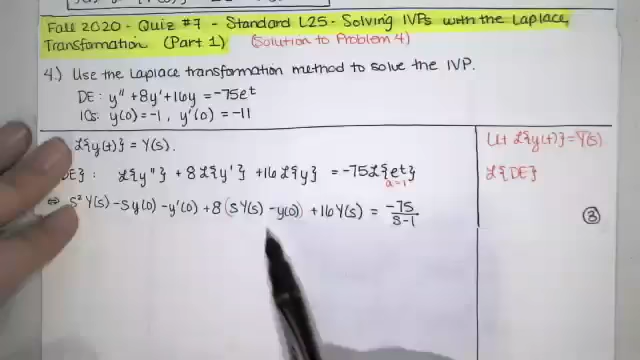 Fall 2020 - Quiz #7 - Standard L25 - Solving IVPs with the Laplace
Transformation (Part 1) (Solution to Problem 4)
4.) Use the Laplace transformation method to solve the IVP.
DE: y'' + 8y' + 16y = -75e^t
ICs: y(0) = -1, y'(0) = -11
ℒ{y(t)} = Y(s).
Let ℒ{y(t)} = Y(s)
DE}: ℒ{y''} + 8ℒ{y'} + 16ℒ{y} = -75ℒ{e^t}
a=1
ℒ{DE}
⇔ s²Y(s) - sy(0) - y'(0) + 8(sY(s) - y(0)) + 16Y(s) = -75/(s-1)
③